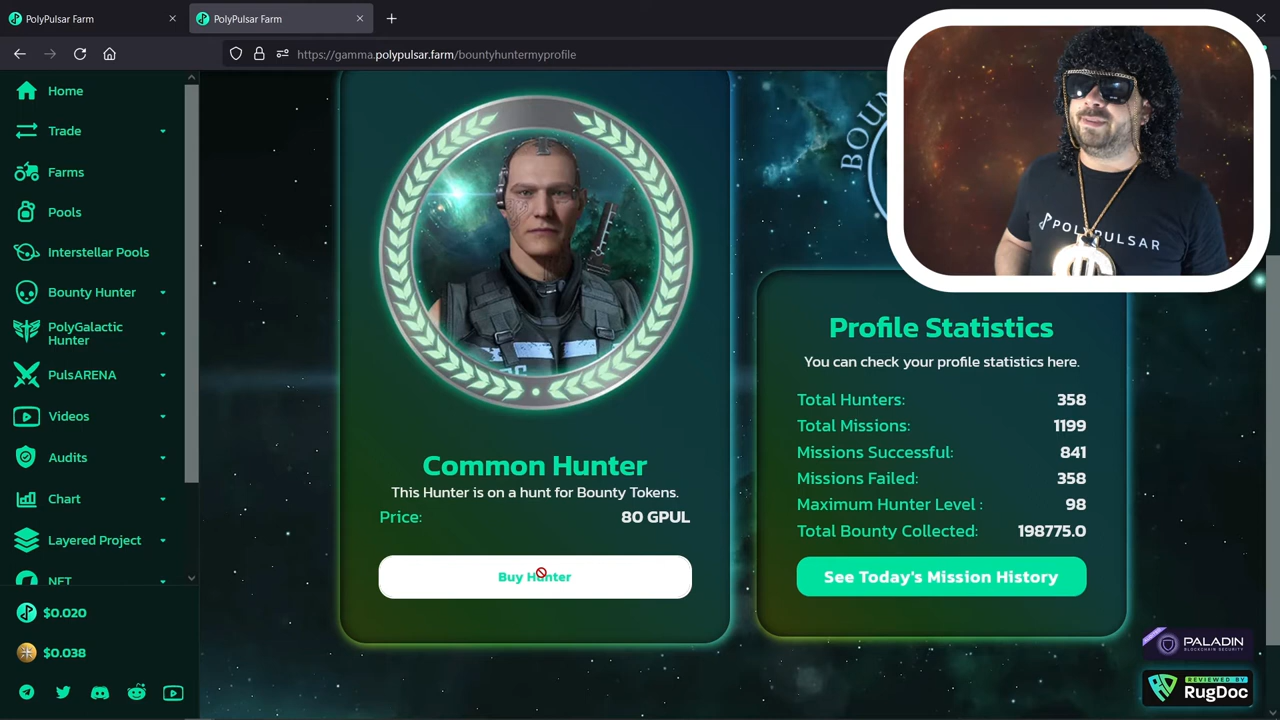 PolyPulsar Farm
PolyPulsar Farm
https://gamma.polypulsar.farm/bountyhuntermyprofile
Home
Trade
Farms
Pools
Interstellar Pools
Bounty Hunter
PolyGalactic
Hunter
PulsARENA
Videos
Audits
Chart
Layered Project
NFT
$0.020
$0.038
Common Hunter
This Hunter is on a hunt for Bounty Tokens.
Price: 80 GPUL
Buy Hunter
BOUN
POLYPULSAR
Profile Statistics
You can check your profile statistics here.
Total Hunters: 358
Total Missions: 1199
Missions Successful: 841
Missions Failed: 358
Maximum Hunter Level : 98
Total Bounty Collected: 198775.0
See Today's Mission History
PALADIN
BLOCKCHAIN SECURITY
REVIEWED BY
RugDoc